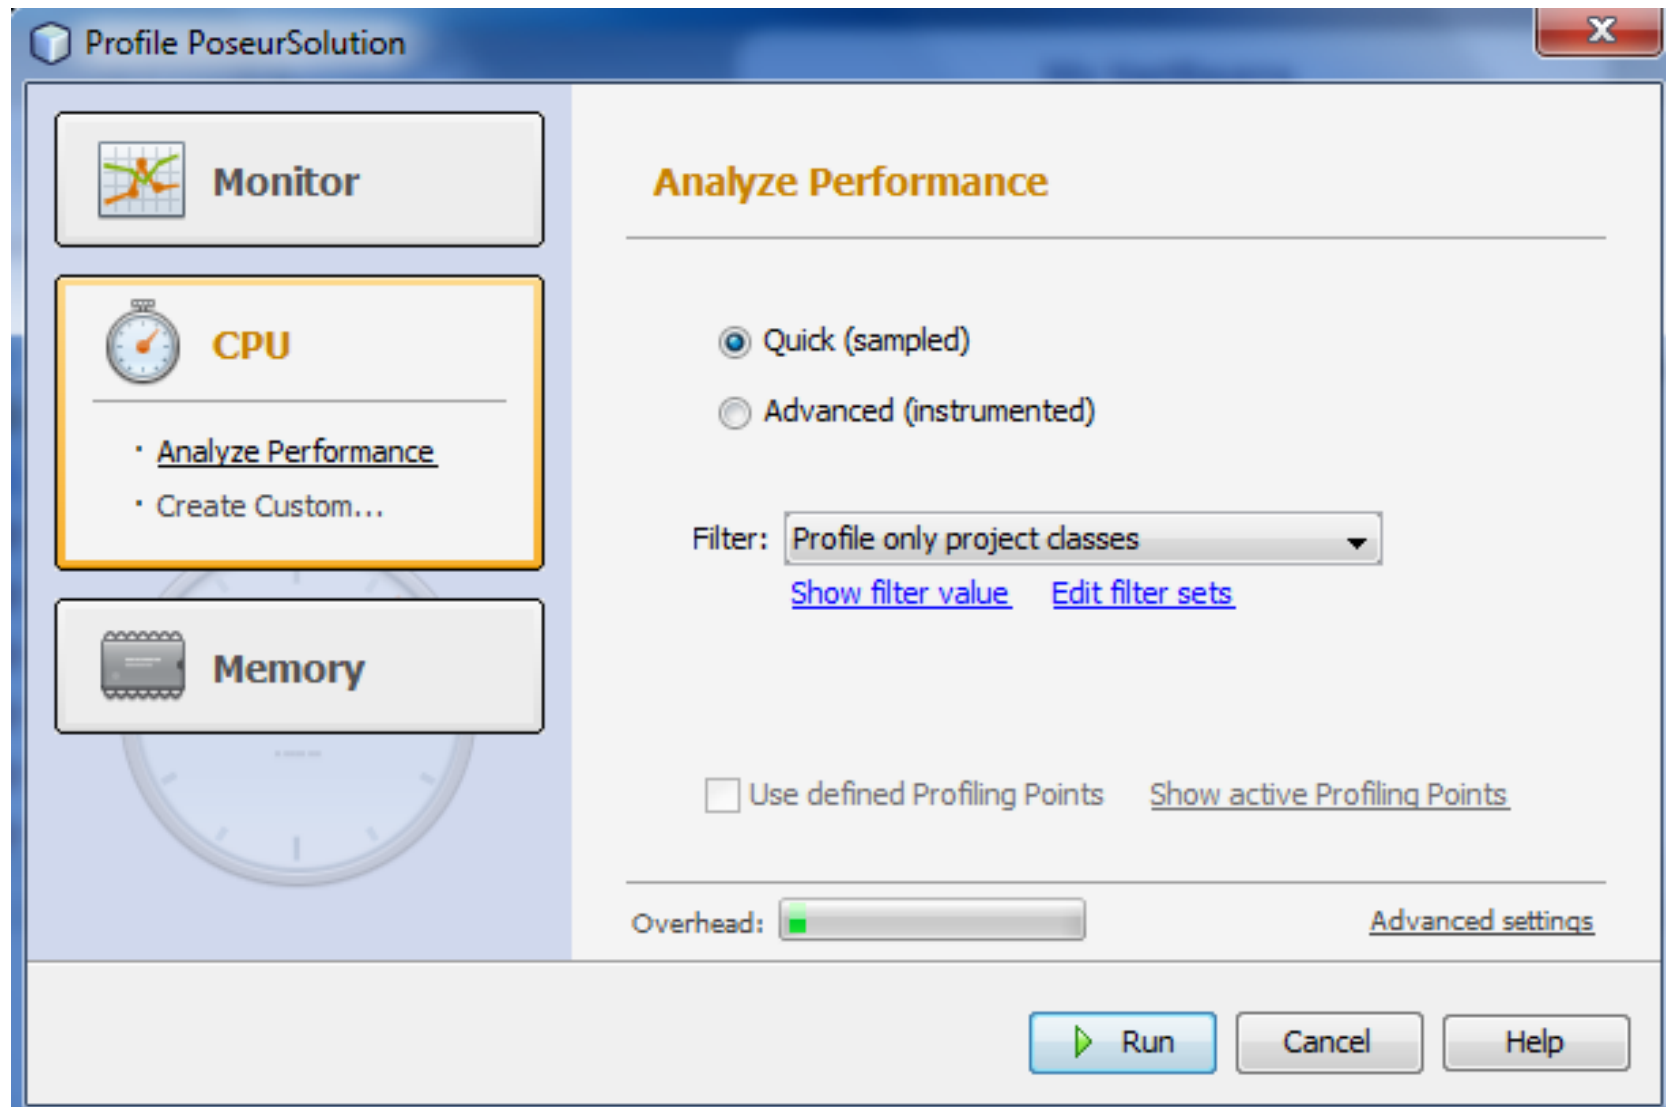 Profile PoseurSolution
Monitor
CPU
· Analyze Performance
· Create Custom...
Memory
Analyze Performance
Quick (sampled)
Advanced (instrumented)
Filter: Profile only project classes
Show filter value Edit filter sets
Use defined Profiling Points Show active Profiling Points
Overhead: Advanced settings
Run Cancel Help